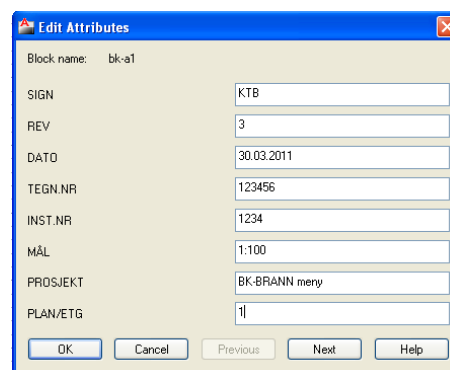 Edit Attributes
Block name: bk-a1
SIGN KTB
REV 3
DATO 30.03.2011
TEGN.NR 123456
INST.NR 1234
MÅL 1:100
PROSJEKT BK-BRANN meny
PLAN/ETG 1
OK Cancel Previous Next Help